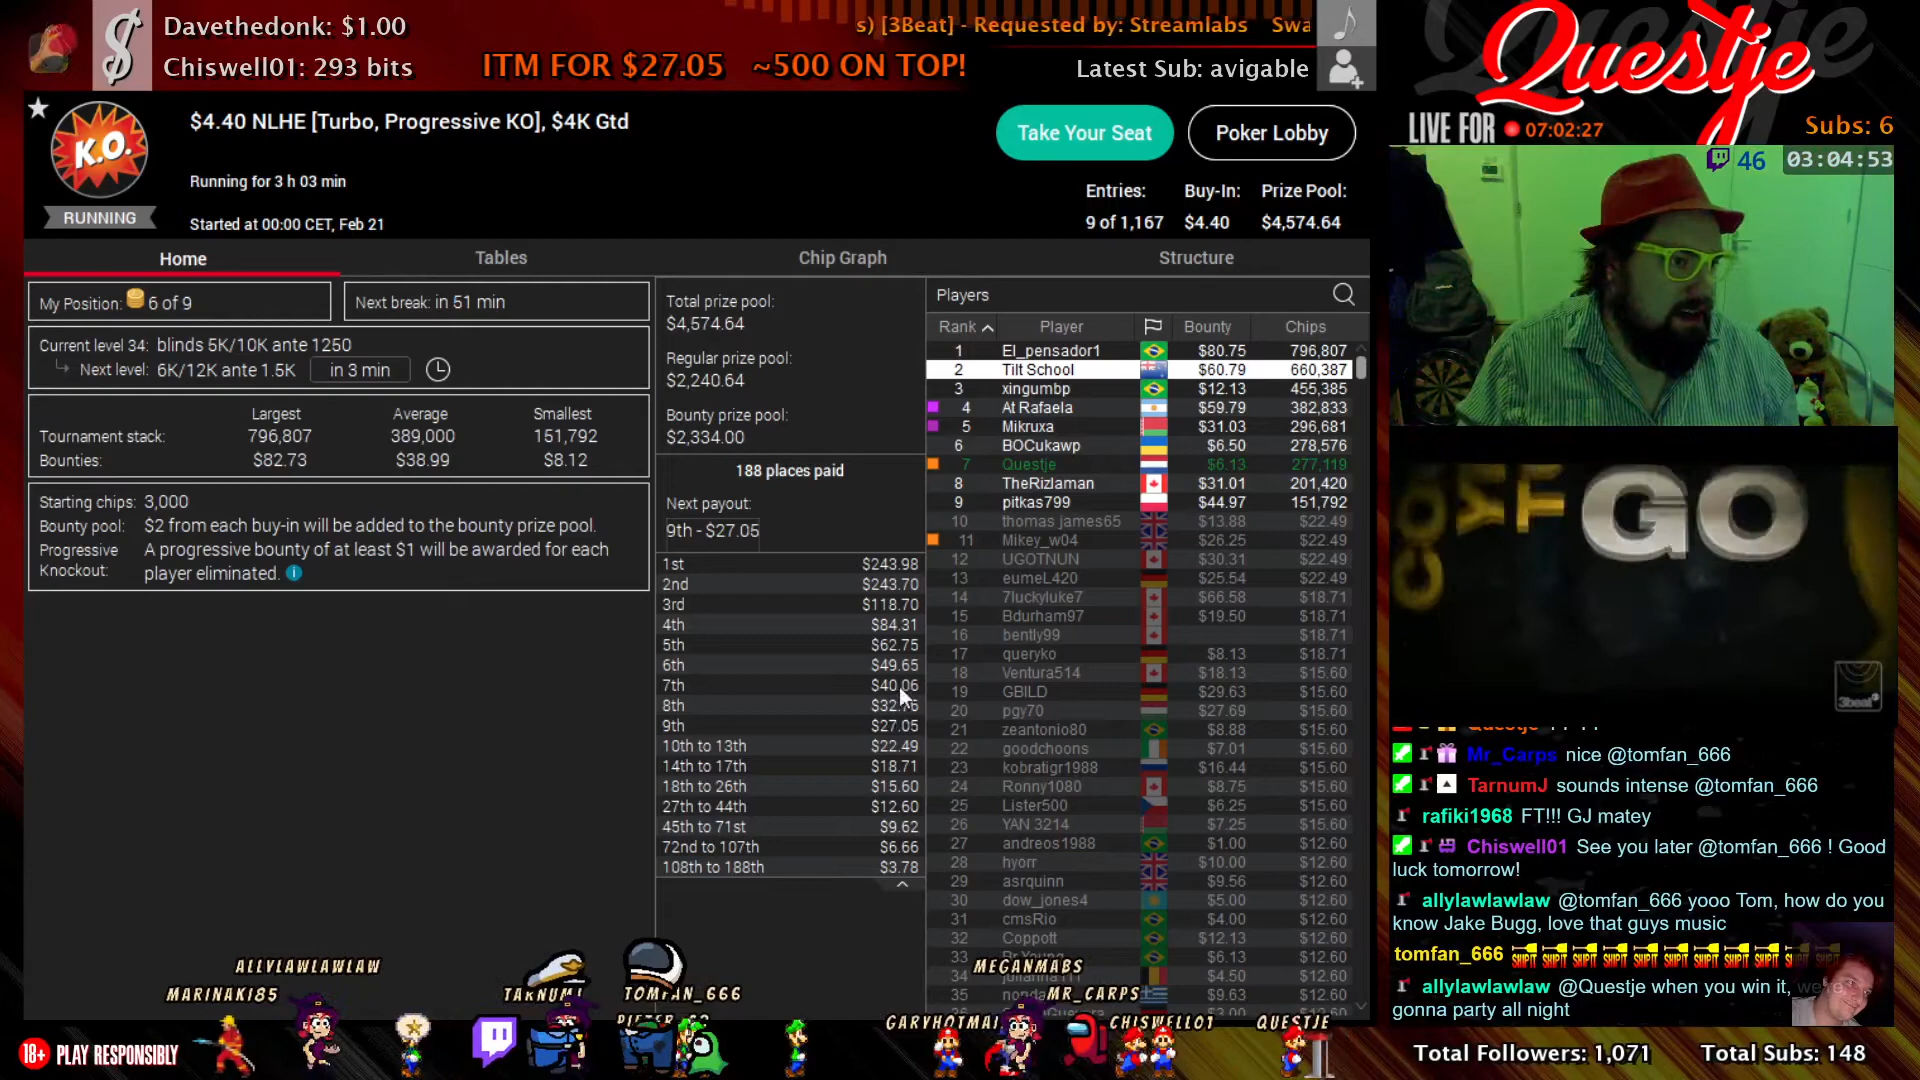 Davethedonk: $1.00
Chiswell01: 293 bits
ITM FOR $27.05 ~500 ON TOP!
s) [3Beat] - Requested by: Streamlabs Swa
Latest Sub: avigable
Questje
LIVE FOR 07:02:27
Subs: 6
46 03:04:53
K.O.
RUNNING
$4.40 NLHE [Turbo, Progressive KO], $4K Gtd
Running for 3 h 03 min
Started at 00:00 CET, Feb 21
Take Your Seat
Poker Lobby
Entries: Buy-In: Prize Pool:
9 of 1,167 $4.40 $4,574.64
Home Tables Chip Graph Structure
My Position: 6 of 9
Next break: in 51 min
Current level 34: blinds 5K/10K ante 1250
Next level: 6K/12K ante 1.5K in 3 min
Largest Average Smallest
Tournament stack: 796,807 389,000 151,792
Bounties: $82.73 $38.99 $8.12
Starting chips: 3,000
Bounty pool: $2 from each buy-in will be added to the bounty prize pool.
Progressive Knockout: A progressive bounty of at least $1 will be awarded for each player eliminated.
Total prize pool:
$4,574.64
Regular prize pool:
$2,240.64
Bounty prize pool:
$2,334.00
188 places paid
Next payout:
9th - $27.05
1st $243.98
2nd $243.70
3rd $118.70
4th $84.31
5th $62.75
6th $49.65
7th $40.06
8th $32.76
9th $27.05
10th to 13th $22.49
14th to 17th $18.71
18th to 26th $15.60
27th to 44th $12.60
45th to 71st $9.62
72nd to 107th $6.66
108th to 188th $3.78
Players
Rank Player Bounty Chips
1 El_pensador1 $80.75 796,807
2 Tilt School $60.79 660,387
3 xingumbp $12.13 455,385
4 At Rafaela $59.79 382,833
5 Mikruxa $31.03 296,681
6 BOCukawp $6.50 278,576
7 Questje $6.13 277,119
8 TheRizlaman $31.01 201,420
9 pitkas799 $44.97 151,792
10 thomas james65 $13.88 $22.49
11 Mikey_w04 $26.25 $22.49
12 UGOTNUN $30.31 $22.49
13 eumeL420 $25.54 $22.49
14 7luckyluke7 $66.58 $18.71
15 Bdurham97 $19.50 $18.71
16 bently99 $18.71
17 queryko $8.13 $18.71
18 Ventura514 $18.13 $15.60
19 GBILD $29.63 $15.60
20 pgy70 $27.69 $15.60
21 zeantonio80 $8.88 $15.60
22 goodchoons $7.01 $15.60
23 kobratigr1988 $16.44 $15.60
24 Ronny1080 $8.75 $15.60
25 Lister500 $6.25 $15.60
26 YAN 3214 $7.25 $15.60
27 andreos1988 $1.00 $12.60
28 hyorr $10.00 $12.60
29 asrquinn $9.56 $12.60
30 dow_jones4 $5.00 $12.60
31 cmsRio $4.00 $12.60
32 Coppott $12.13 $12.60
33 $6.13 $12.60
34 $4.50 $12.60
35 $9.63 $12.60
GO
3beat
Mr_Carps nice @tomfan_666
TarnumJ sounds intense @tomfan_666
rafiki1968 FT!!! GJ matey
Chiswell01 See you later @tomfan_666 ! Good
luck tomorrow!
allylawlawlaw @tomfan_666 yooo Tom, how do you
know Jake Bugg, love that guys music
tomfan_666 SHIPIT SHIPIT SHIPIT SHIPIT SHIPIT SHIPIT SHIPIT SHIPIT SHIPIT
allylawlawlaw @Questje when you win it, we're
gonna party all night
ALLYLAWLAWLAW
MARINAKI85
TARNUMJ
TOMFAN_666
MEGANMABS
MR_CARPS
CHISWELL01
QUESTJE
18+ PLAY RESPONSIBLY
Total Followers: 1,071 Total Subs: 148